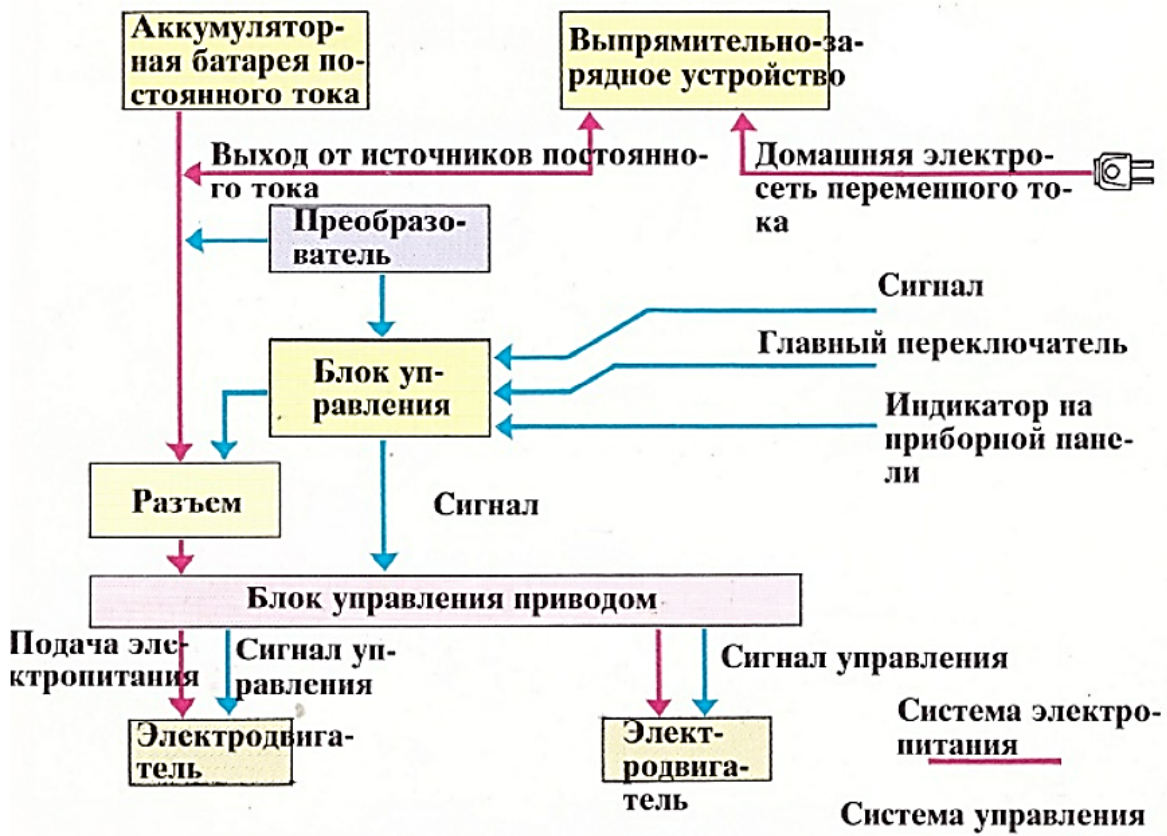 Аккумулятор-
ная батарея по-
стоянного тока
Выпрямительно-за-
рядное устройство
Выход от источников постоянно-
го тока
Домашняя электро-
сеть переменного то-
ка
Преобразо-
ватель
Сигнал
Главный переключатель
Блок уп-
равления
Индикатор на
приборной пане-
ли
Разъем
Сигнал
Блок управления приводом
Подача эле-
ктропитания
Сигнал уп-
равления
Сигнал управления
Электродвига-
тель
Элект-
родвига-
тель
Система электро-
питания
Система управления